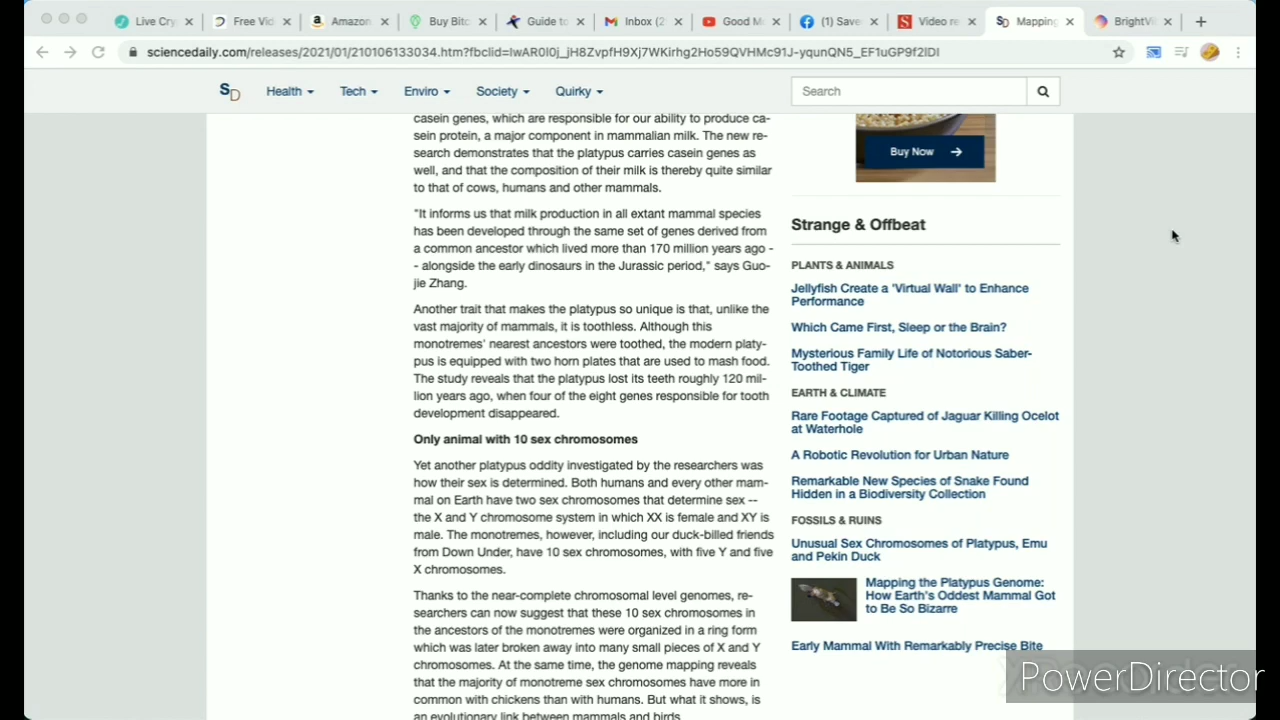 Live Cry
Free Vid
Amazon
Buy Bitc
Guide to
Inbox (2
Good M
(1) Save
Video re
Mapping
BrightVi
sciencedaily.com/releases/2021/01/210106133034.htm?fbclid=IwAR0I0j_jH8ZvpfH9Xj7WKirhg2Ho59QVHMc91J-yqunQN5_EF1uGP9f2lDI
SD Health Tech Enviro Society Quirky Search
casein genes, which are responsible for our ability to produce ca-
sein protein, a major component in mammalian milk. The new re-
search demonstrates that the platypus carries casein genes as
well, and that the composition of their milk is thereby quite similar
to that of cows, humans and other mammals.
"It informs us that milk production in all extant mammal species
has been developed through the same set of genes derived from
a common ancestor which lived more than 170 million years ago -
- alongside the early dinosaurs in the Jurassic period," says Guo-
jie Zhang.
Another trait that makes the platypus so unique is that, unlike the
vast majority of mammals, it is toothless. Although this
monotremes' nearest ancestors were toothed, the modern platy-
pus is equipped with two horn plates that are used to mash food.
The study reveals that the platypus lost its teeth roughly 120 mil-
lion years ago, when four of the eight genes responsible for tooth
development disappeared.
Only animal with 10 sex chromosomes
Yet another platypus oddity investigated by the researchers was
how their sex is determined. Both humans and every other mam-
mal on Earth have two sex chromosomes that determine sex --
the X and Y chromosome system in which XX is female and XY is
male. The monotremes, however, including our duck-billed friends
from Down Under, have 10 sex chromosomes, with five Y and five
X chromosomes.
Thanks to the near-complete chromosomal level genomes, re-
searchers can now suggest that these 10 sex chromosomes in
the ancestors of the monotremes were organized in a ring form
which was later broken away into many small pieces of X and Y
chromosomes. At the same time, the genome mapping reveals
that the majority of monotreme sex chromosomes have more in
common with chickens than with humans. But what it shows, is
an evolutionary link between mammals and birds.
Buy Now
Strange & Offbeat
PLANTS & ANIMALS
Jellyfish Create a 'Virtual Wall' to Enhance
Performance
Which Came First, Sleep or the Brain?
Mysterious Family Life of Notorious Saber-
Toothed Tiger
EARTH & CLIMATE
Rare Footage Captured of Jaguar Killing Ocelot
at Waterhole
A Robotic Revolution for Urban Nature
Remarkable New Species of Snake Found
Hidden in a Biodiversity Collection
FOSSILS & RUINS
Unusual Sex Chromosomes of Platypus, Emu
and Pekin Duck
Mapping the Platypus Genome:
How Earth's Oddest Mammal Got
to Be So Bizarre
Early Mammal With Remarkably Precise Bite
PowerDirector